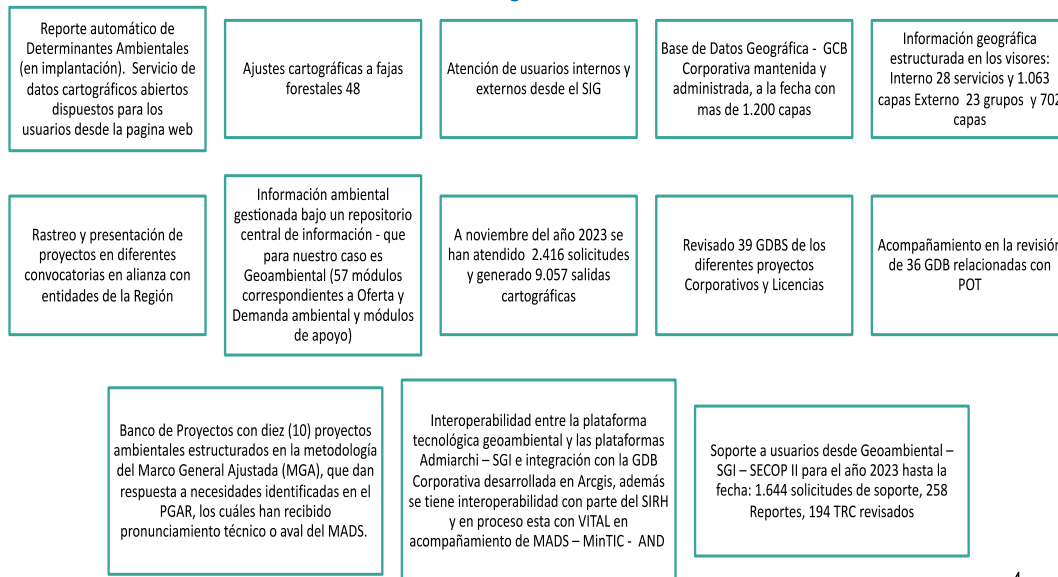 Reporte automático de
Determinantes Ambientales
(en implantación). Servicio de
datos cartográficos abiertos
dispuestos para los
usuarios desde la pagina web
Ajustes cartográficas a fajas
forestales 48
Atención de usuarios internos y
externos desde el SIG
Base de Datos Geográfica - GCB
Corporativa mantenida y
administrada, a la fecha con
mas de 1.200 capas
Información geográfica
estructurada en los visores:
Interno 28 servicios y 1.063
capas Externo 23 grupos y 702
capas
Rastreo y presentación de
proyectos en diferentes
convocatorias en alianza con
entidades de la Región
Información ambiental
gestionada bajo un repositorio
central de información - que
para nuestro caso es
Geoambiental (57 módulos
correspondientes a Oferta y
Demanda ambiental y módulos
de apoyo)
A noviembre del año 2023 se
han atendido 2.416 solicitudes
y generado 9.057 salidas
cartográficas
Revisado 39 GDBS de los
diferentes proyectos
Corporativos y Licencias
Acompañamiento en la revisión
de 36 GDB relacionadas con
POT
Banco de Proyectos con diez (10) proyectos
ambientales estructurados en la metodología
del Marco General Ajustada (MGA), que dan
respuesta a necesidades identificadas en el
PGAR, los cuáles han recibido
pronunciamiento técnico o aval del MADS.
Interoperabilidad entre la plataforma
tecnológica geoambiental y las plataformas
Admiarchi – SGI e integración con la GDB
Corporativa desarrollada en Arcgis, además
se tiene interoperabilidad con parte del SIRH
y en proceso esta con VITAL en
acompañamiento de MADS – MinTIC - AND
Soporte a usuarios desde Geoambiental –
SGI – SECOP II para el año 2023 hasta la
fecha: 1.644 solicitudes de soporte, 258
Reportes, 194 TRC revisados